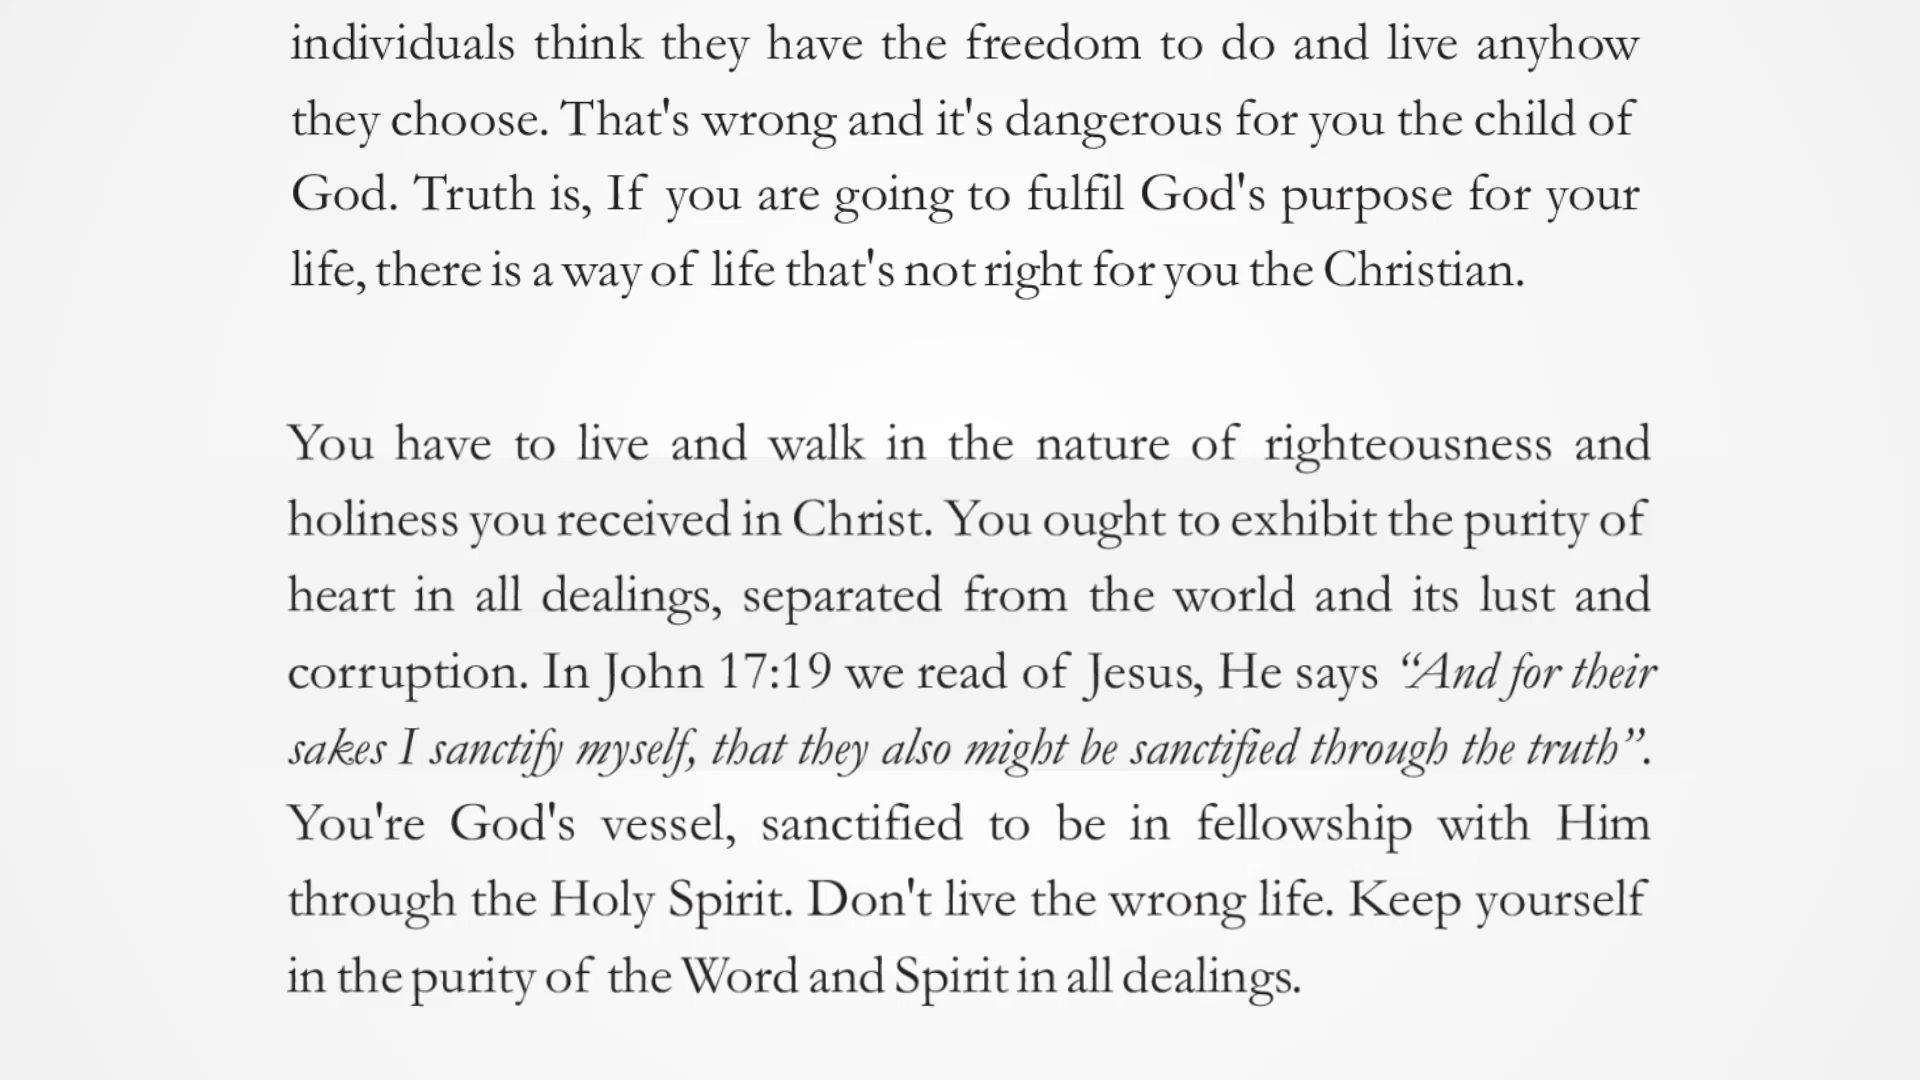 individuals think they have the freedom to do and live anyhow
they choose. That's wrong and it's dangerous for you the child of
God. Truth is, If you are going to fulfil God's purpose for your
life, there is a way of life that's not right for you the Christian.
You have to live and walk in the nature of righteousness and
holiness you received in Christ. You ought to exhibit the purity of
heart in all dealings, separated from the world and its lust and
corruption. In John 17:19 we read of Jesus, He says “And for their
sakes I sanctify myself, that they also might be sanctified through the truth”.
You're God's vessel, sanctified to be in fellowship with Him
through the Holy Spirit. Don't live the wrong life. Keep yourself
in the purity of the Word and Spirit in all dealings.